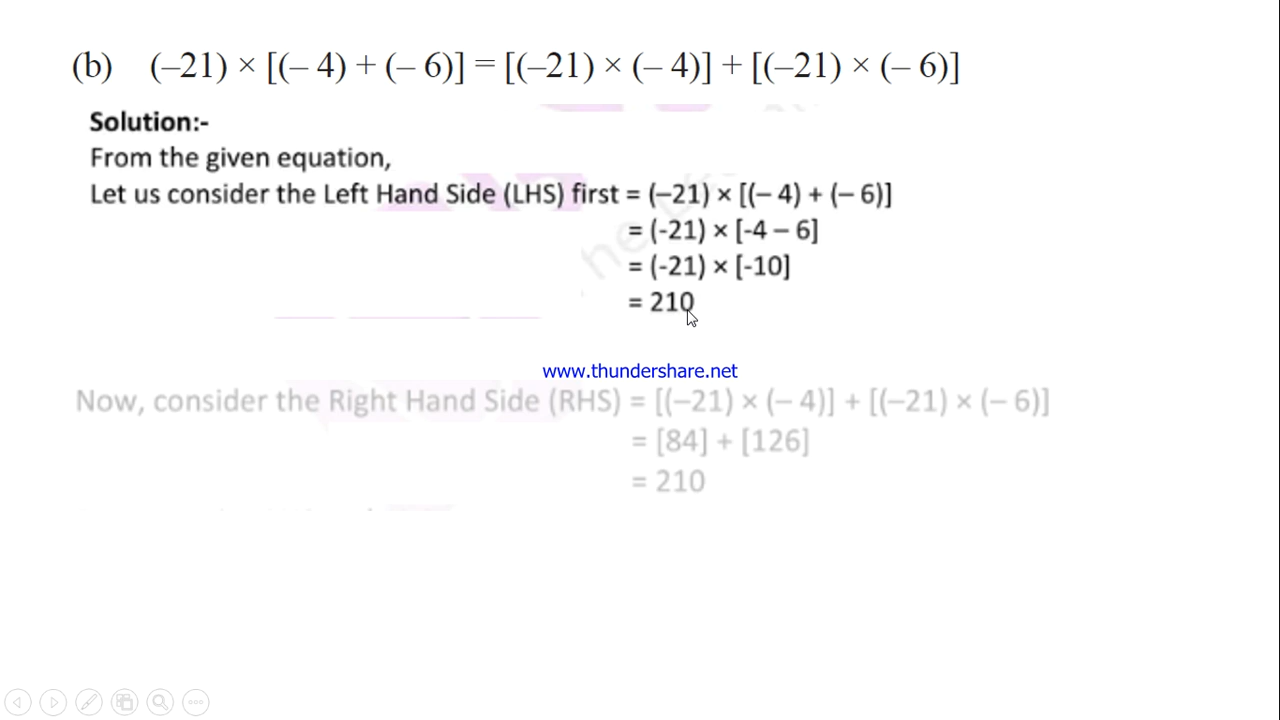 (b) (–21) × [(– 4) + (– 6)] = [(–21) × (– 4)] + [(–21) × (– 6)]
Solution:-
From the given equation,
Let us consider the Left Hand Side (LHS) first = (–21) × [(– 4) + (– 6)]
= (-21) × [-4 – 6]
= (-21) × [-10]
= 210
www.thundershare.net
Now, consider the Right Hand Side (RHS) = [(–21) × (– 4)] + [(–21) × (– 6)]
= [84] + [126]
= 210